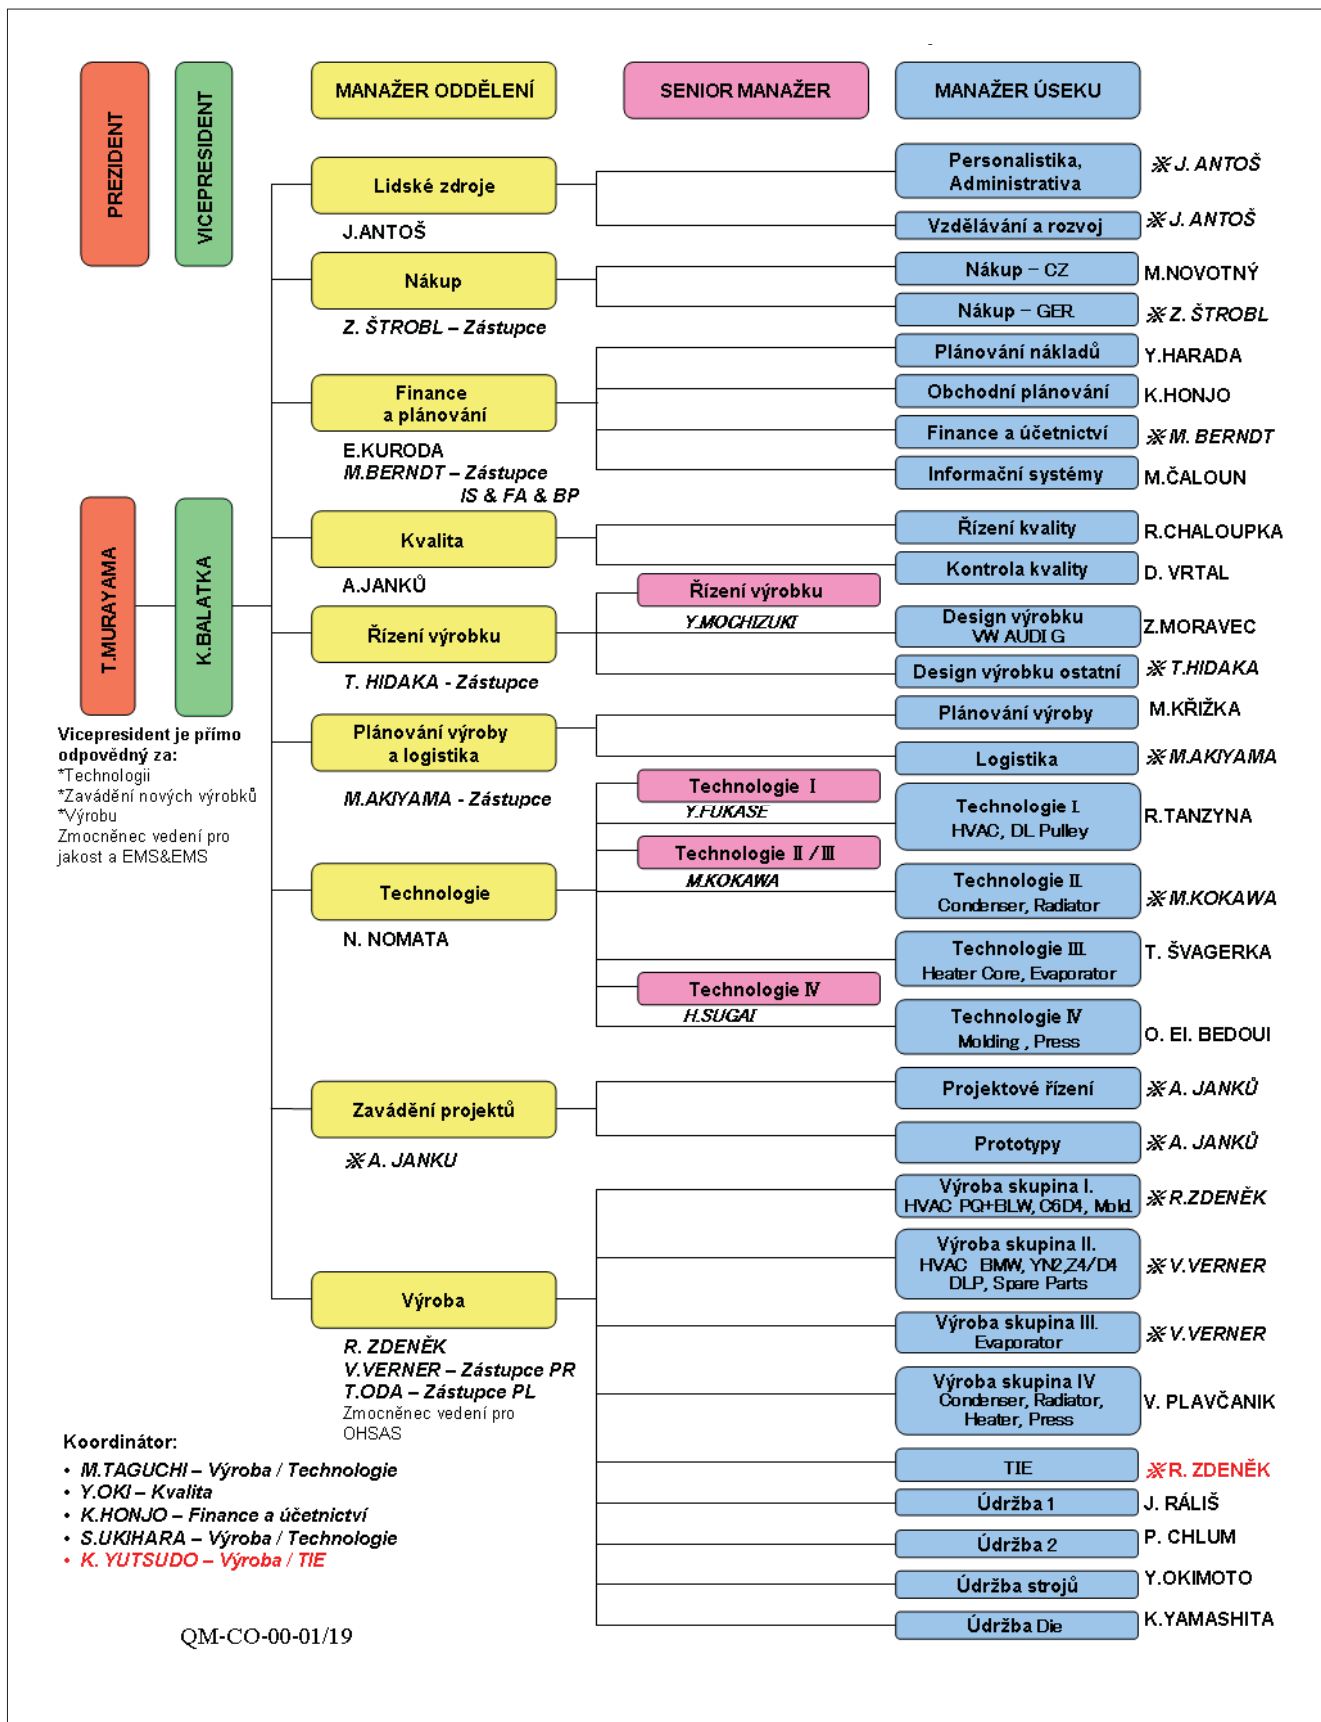 PREZIDENT
VICEPRESIDENT
MANAŽER ODDĚLENÍ
SENIOR MANAŽER
MANAŽER ÚSEKU
Lidské zdroje
J.ANTOŠ
Personalistika,
Administrativa
※ J. ANTOŠ
Vzdělávání a rozvoj
※ J. ANTOŠ
Nákup
Z. ŠTROBL – Zástupce
Nákup – CZ
M.NOVOTNÝ
Nákup – GER.
※ Z. ŠTROBL
Finance
a plánování
E.KURODA
M.BERNDT – Zástupce
IS & FA & BP
Plánování nákladů
Y.HARADA
Obchodní plánování
K.HONJO
Finance a účetnictví
※ M. BERNDT
Informační systémy
M.ČALOUN
T.MURAYAMA
K.BALATKA
Kvalita
A.JANKŮ
Řízení kvality
R.CHALOUPKA
Kontrola kvality
D. VRTAL
Řízení výrobku
T. HIDAKA - Zástupce
Řízení výrobku
Y.MOCHIZUKI
Design výrobku
VW AUDI G
Z.MORAVEC
Design výrobku ostatní
※ T.HIDAKA
Vicepresident je přímo
odpovědný za:
*Technologii
*Zavádění nových výrobků
*Výrobu
Zmocněnec vedení pro
jakost a EMS&EMS
Plánování výroby
a logistika
M.AKIYAMA - Zástupce
Plánování výroby
M.KŘIŽKA
Logistika
※ M.AKIYAMA
Technologie
N. NOMATA
Technologie Ⅰ
Y.FUKASE
Technologie Ⅰ.
HVAC, DL Pulley
R.TANZYNA
Technologie Ⅱ / Ⅲ
M.KOKAWA
Technologie Ⅱ.
Condenser, Radiator
※ M.KOKAWA
Technologie Ⅲ.
Heater Core, Evaporator
T. ŠVAGERKA
Technologie Ⅳ
H.SUGAI
Technologie Ⅳ
Molding , Press
O. EI. BEDOUI
Zavádění projektů
※ A. JANKU
Projektové řízení
※ A. JANKŮ
Prototypy
※ A. JANKŮ
Výroba
R. ZDENĚK
V.VERNER – Zástupce PR
T.ODA – Zástupce PL
Zmocněnec vedení pro
OHSAS
Výroba skupina I.
HVAC PQ+BLW, C6D4, Mold.
※ R.ZDENĚK
Výroba skupina II.
HVAC BMW, YN2,Z4/D4
DLP, Spare Parts
※ V.VERNER
Výroba skupina III.
Evaporator
※ V.VERNER
Výroba skupina IV
Condenser, Radiator,
Heater, Press
V. PLAVČANIK
TIE
※ R. ZDENĚK
Údržba 1
J. RÁLIŠ
Údržba 2
P. CHLUM
Údržba strojů
Y.OKIMOTO
Údržba Die
K.YAMASHITA
Koordinátor:
• M.TAGUCHI – Výroba / Technologie
• Y.OKI – Kvalita
• K.HONJO – Finance a účetnictví
• S.UKIHARA – Výroba / Technologie
• K. YUTSUDO – Výroba / TIE
QM-CO-00-01/19